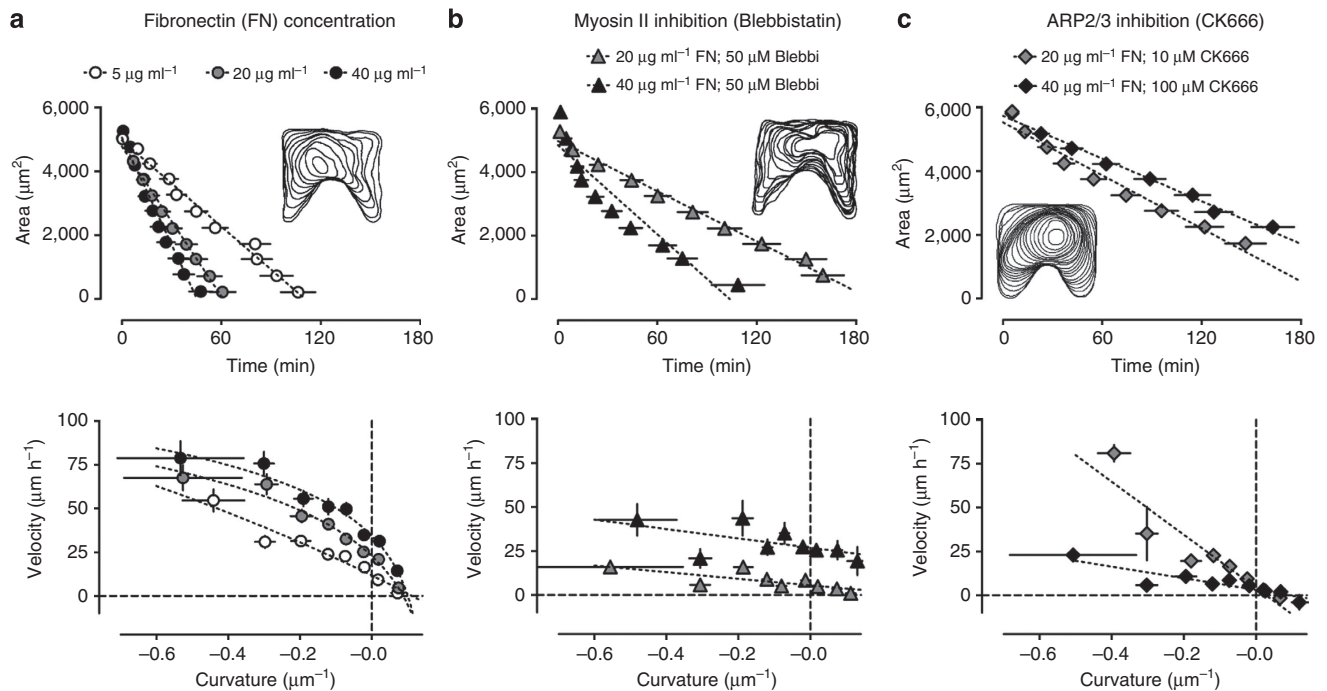 a Fibronectin (FN) concentration
5 μg ml⁻¹ 20 μg ml⁻¹ 40 μg ml⁻¹
6,000
4,000
2,000
0
Area (μm²)
0 60 120 180
Time (min)
100
75
50
25
0
Velocity (μm h⁻¹)
–0.6 –0.4 –0.2 –0.0
Curvature (μm⁻¹)
b Myosin II inhibition (Blebbistatin)
20 μg ml⁻¹ FN; 50 μM Blebbi
40 μg ml⁻¹ FN; 50 μM Blebbi
6,000
4,000
2,000
0
Area (μm²)
0 60 120 180
Time (min)
100
75
50
25
0
Velocity (μm h⁻¹)
–0.6 –0.4 –0.2 –0.0
Curvature (μm⁻¹)
c ARP2/3 inhibition (CK666)
20 μg ml⁻¹ FN; 10 μM CK666
40 μg ml⁻¹ FN; 100 μM CK666
6,000
4,000
2,000
0
Area (μm²)
0 60 120 180
Time (min)
100
75
50
25
0
Velocity (μm h⁻¹)
–0.6 –0.4 –0.2 –0.0
Curvature (μm⁻¹)